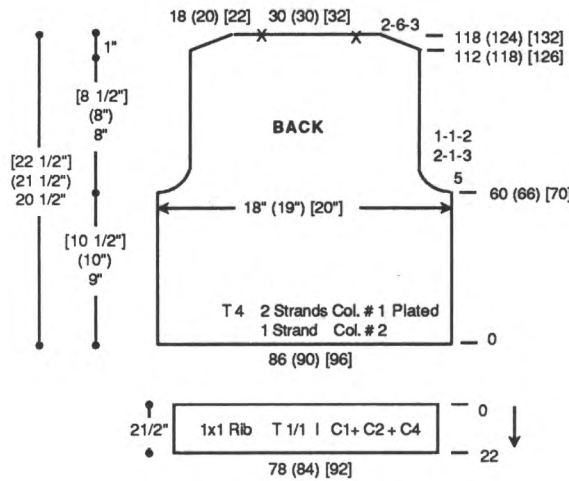 18 (20) [22] 30 (30) [32] 2-6-3
118 (124) [132]
112 (118) [126]
1"
[8 1/2"]
(8")
8"
BACK
1-1-2
2-1-3
5
60 (66) [70]
[22 1/2"]
(21 1/2")
20 1/2"
18" (19") [20"]
[10 1/2"]
(10")
9"
T 4 2 Strands Col. # 1 Plated
1 Strand Col. # 2
0
86 (90) [96]
0
21/2"
1x1 Rib T 1/1 I C1+ C2 + C4
22
78 (84) [92]